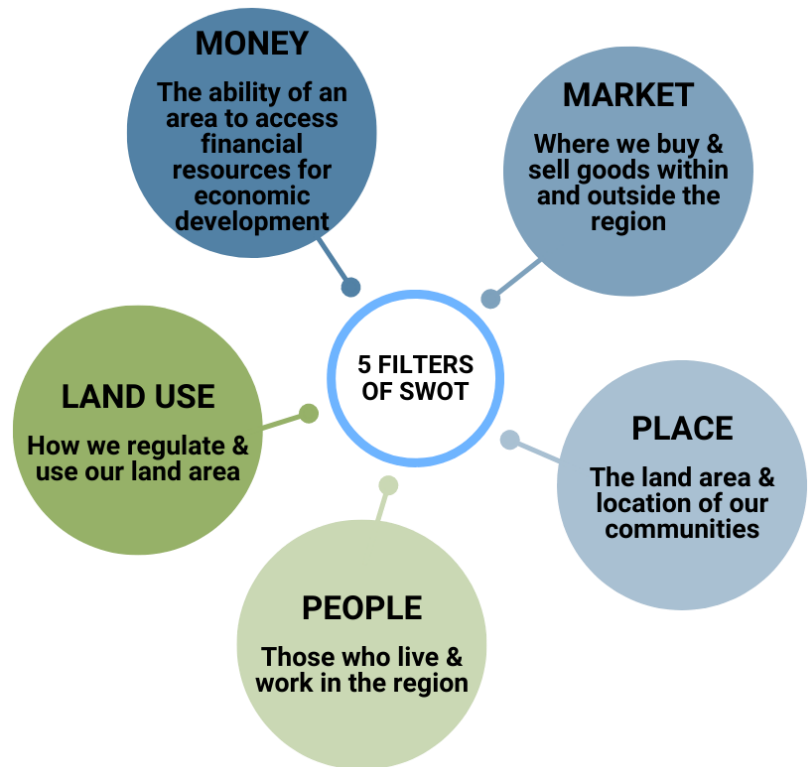 MONEY
The ability of an
area to access
financial
resources for
economic
development
MARKET
Where we buy &
sell goods within
and outside the
region
5 FILTERS
OF SWOT
LAND USE
How we regulate &
use our land area
PLACE
The land area &
location of our
communities
PEOPLE
Those who live &
work in the region